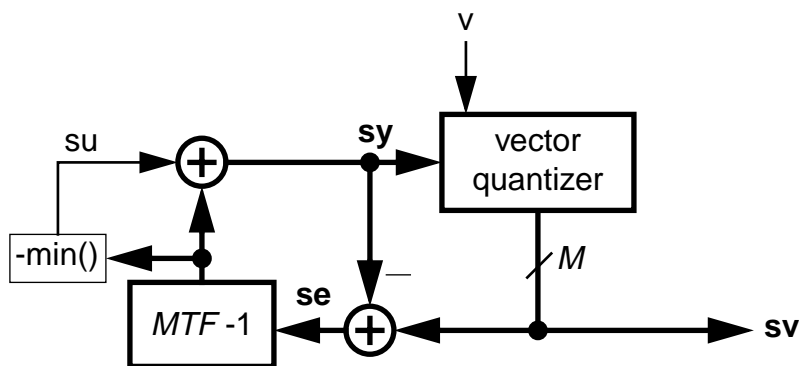 v
su
sy
vector
quantizer
-min()
M
—
se
MTF -1
sv